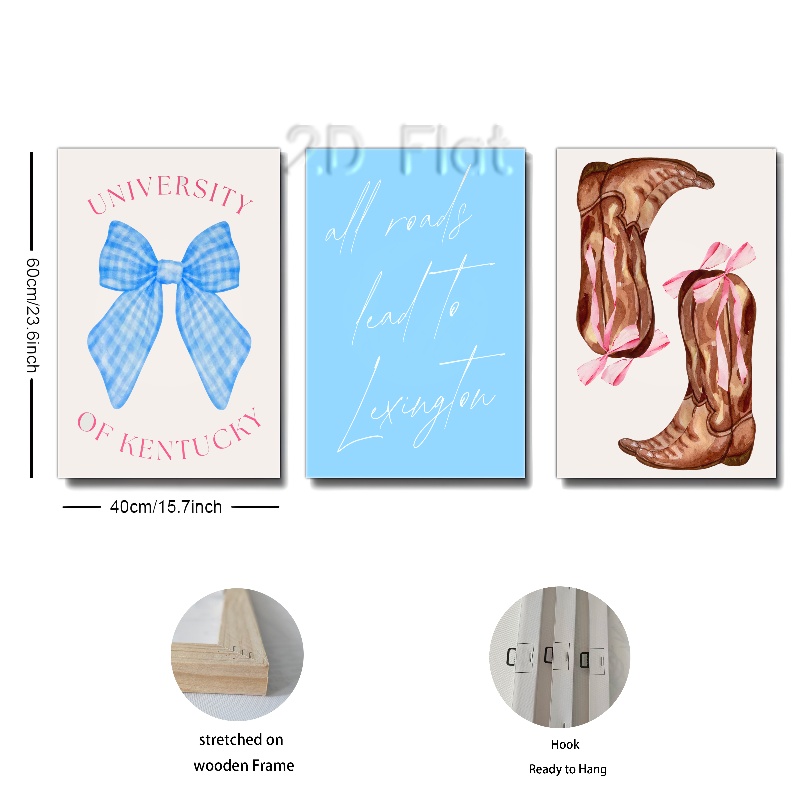 2D Flat
UNIVERSITY
OF KENTUCKY
all roads
lead to
Lexington
60cm/23.6inch
40cm/15.7inch
stretched on
wooden Frame
Hook
Ready to Hang